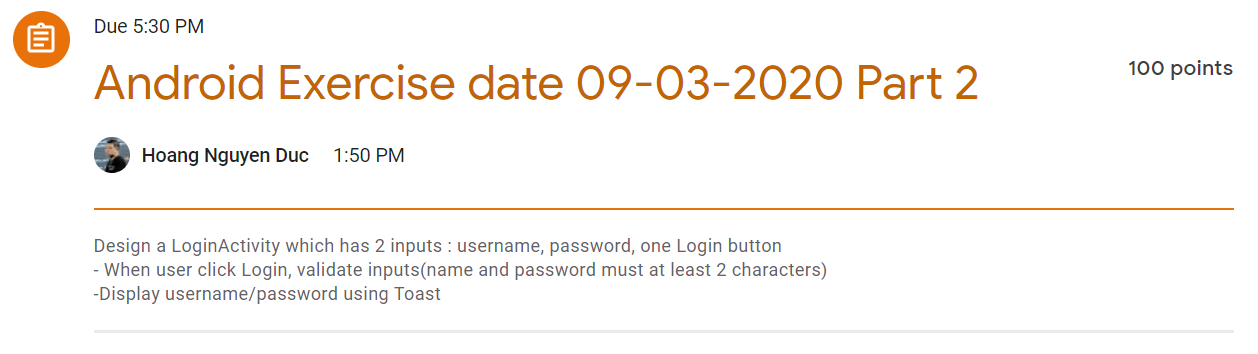 Due 5:30 PM
Android Exercise date 09-03-2020 Part 2
100 points
Hoang Nguyen Duc 1:50 PM
Design a LoginActivity which has 2 inputs : username, password, one Login button
- When user click Login, validate inputs(name and password must at least 2 characters)
-Display username/password using Toast